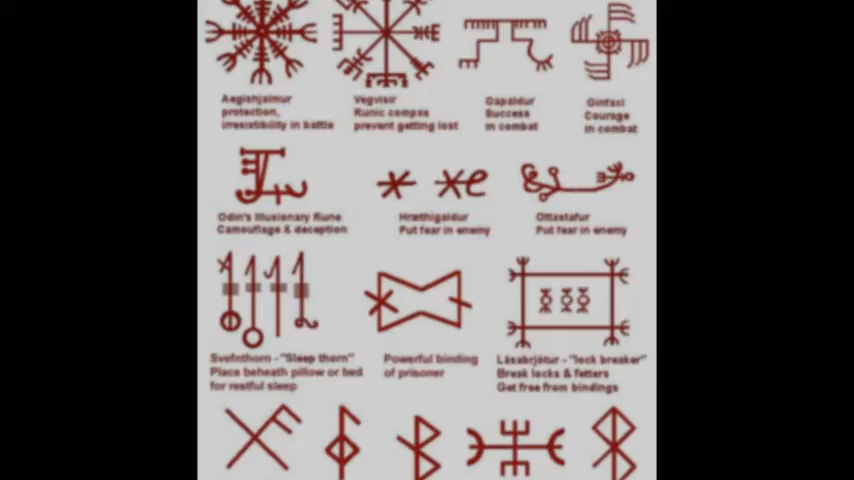 Aegishjalmur
protection,
irresistibility in battle
Vegvisir
Runic compas
prevent getting lost
Gapaldur
Success
in combat
Ginfaxi
Courage
in combat
Odin's Illusionary Rune
Camouflage & deception
Hræthigaldur
Put fear in enemy
Ottastafur
Put fear in enemy
Svefnthorn - "Sleep thorn"
Place beheath pillow or bed
for restful sleep
Powerful binding
of prisoner
Lásabrjótur - "lock breaker"
Break locks & fetters
Get free from bindings